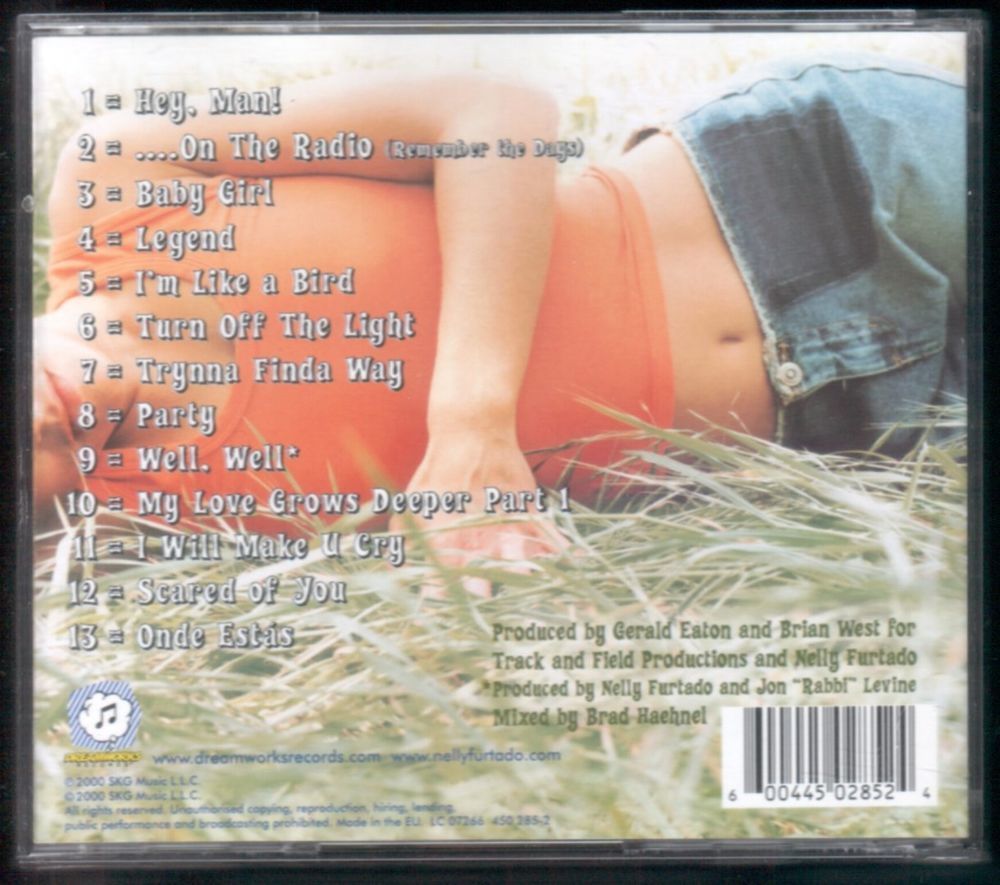 1 = Hey, Man!
2 = ....On The Radio (Remember the Days)
3 = Baby Girl
4 = Legend
5 = I'm Like a Bird
6 = Turn Off The Light
7 = Trynna Finda Way
8 = Party
9 = Well, Well*
10 = My Love Grows Deeper Part 1
11 = I Will Make U Cry
12 = Scared of You
13 = Onde Estás
Produced by Gerald Eaton and Brian West for
Track and Field Productions and Nelly Furtado
*Produced by Nelly Furtado and Jon "Rabbi" Levine
Mixed by Brad Haehnel
DREAMWORKS
RECORDS
www.dreamworksrecords.com www.nellyfurtado.com
℗ 2000 SKG Music L.L.C.
© 2000 SKG Music L.L.C.
All rights reserved. Unauthorised copying, reproduction, hiring, lending,
public performance and broadcasting prohibited. Made in the EU. LC 07266 450 285-2
6 00445 02852 4